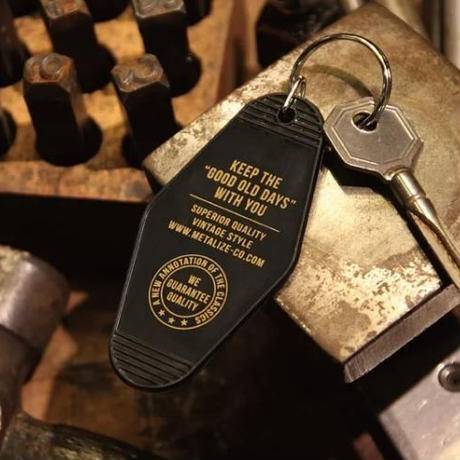 KEEP THE
"GOOD OLD DAYS"
WITH YOU
SUPERIOR QUALITY
VINTAGE STYLE
WWW.METALIZE-CO.COM
A NEW ANNOTATION OF THE CLASSICS
WE
GUARANTEE
QUALITY